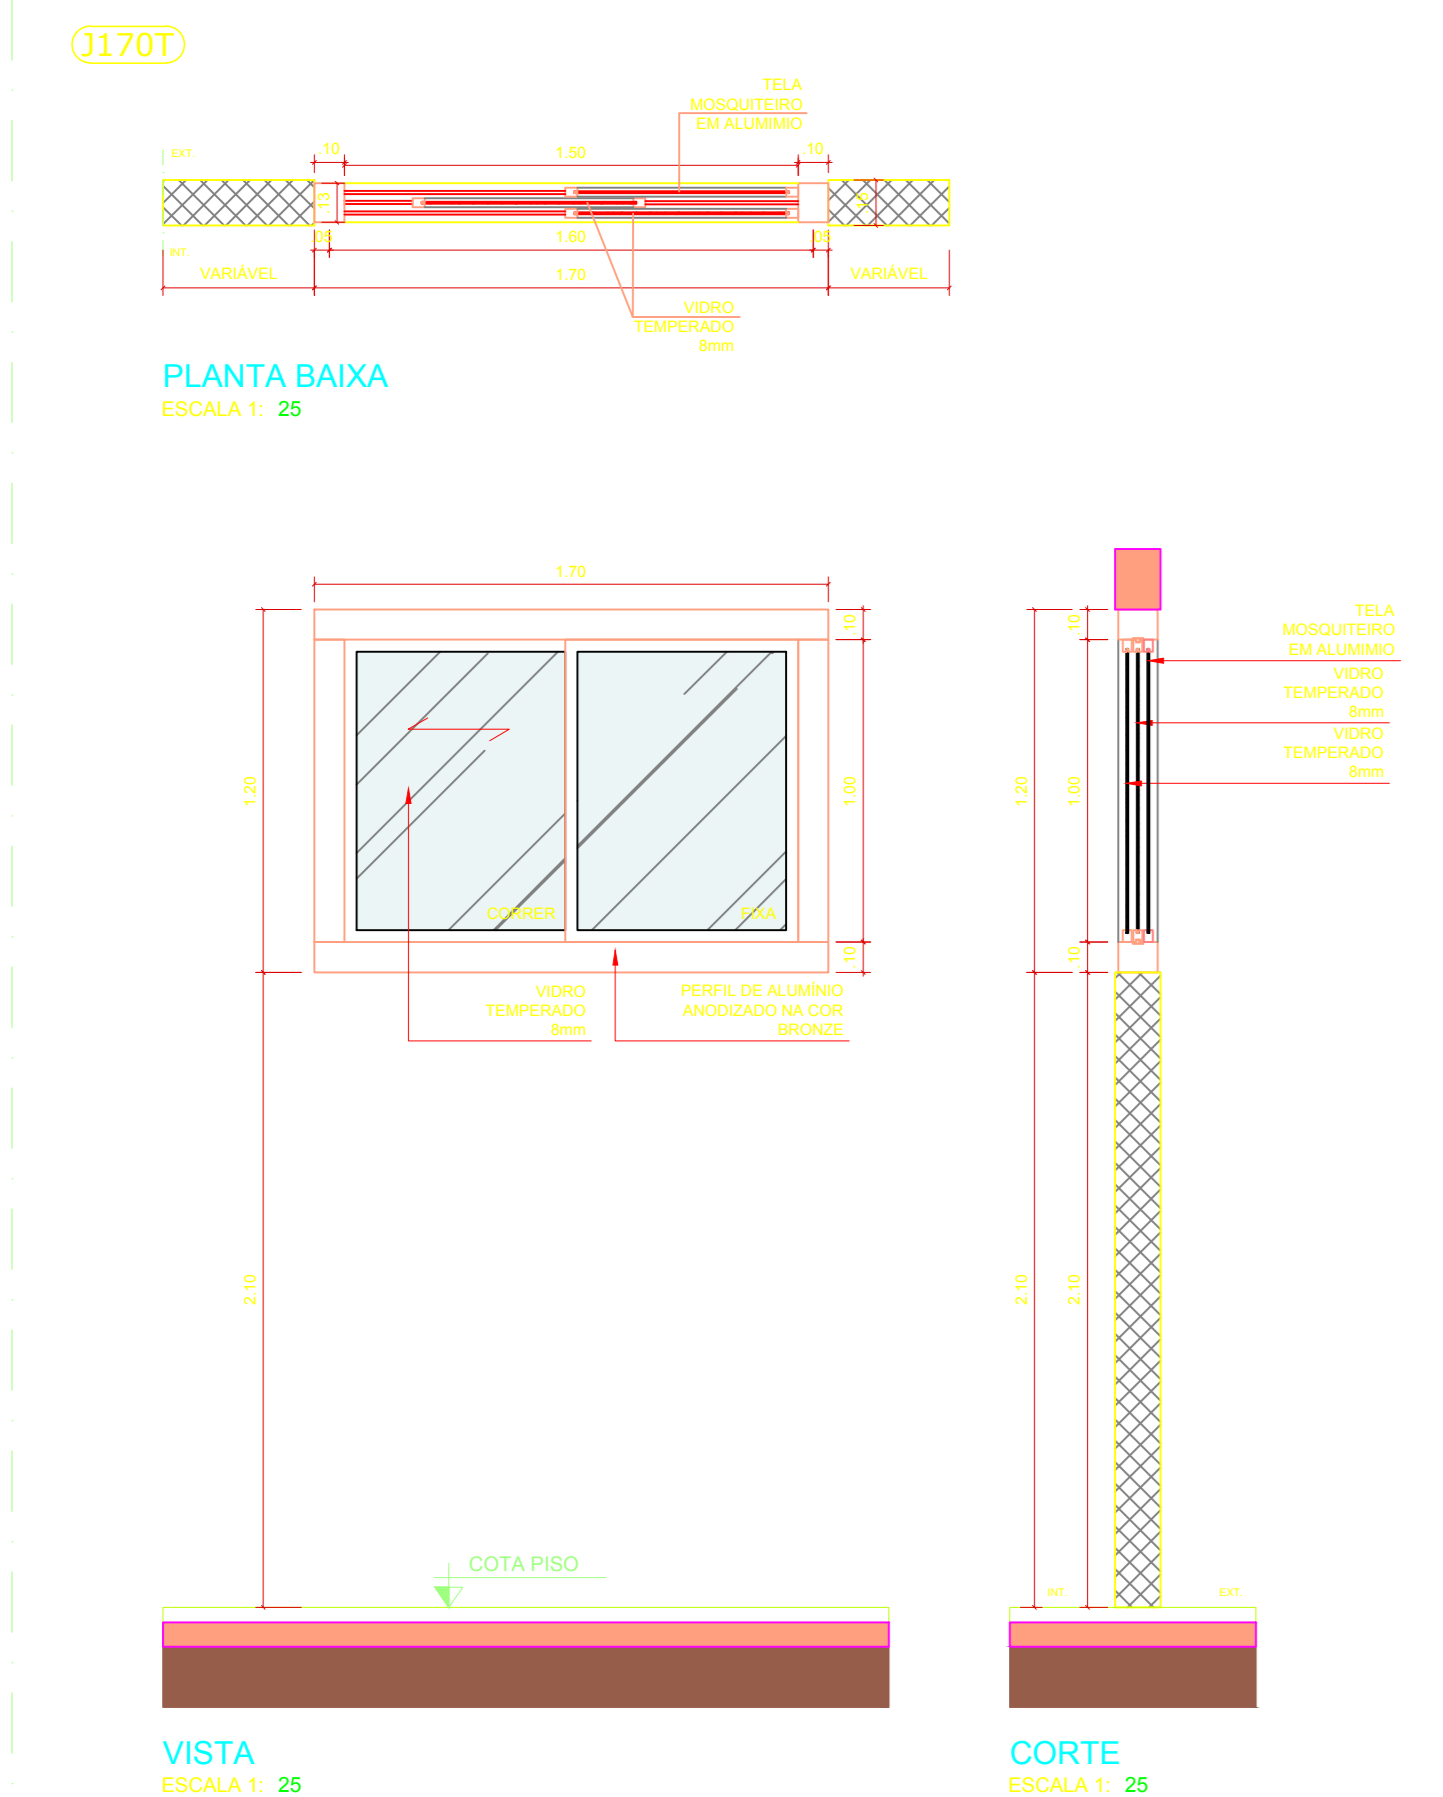 J170T
TELA
MOSQUITEIRO
EM ALUMIMIO
EXT.
.10
1.50
.10
13
15
.05
1.60
.05
INT.
VARIÁVEL
1.70
VARIÁVEL
VIDRO
TEMPERADO
8mm
PLANTA BAIXA
ESCALA 1: 25
1.70
.10
1.20
1.00
.10
CORRER
FIXA
VIDRO
TEMPERADO
8mm
PERFIL DE ALUMÍNIO
ANODIZADO NA COR
BRONZE
2.10
COTA PISO
VISTA
ESCALA 1: 25
.10
TELA
MOSQUITEIRO
EM ALUMIMIO
VIDRO
TEMPERADO
8mm
VIDRO
TEMPERADO
8mm
1.20
1.00
.10
2.10
2.10
INT.
EXT.
CORTE
ESCALA 1: 25